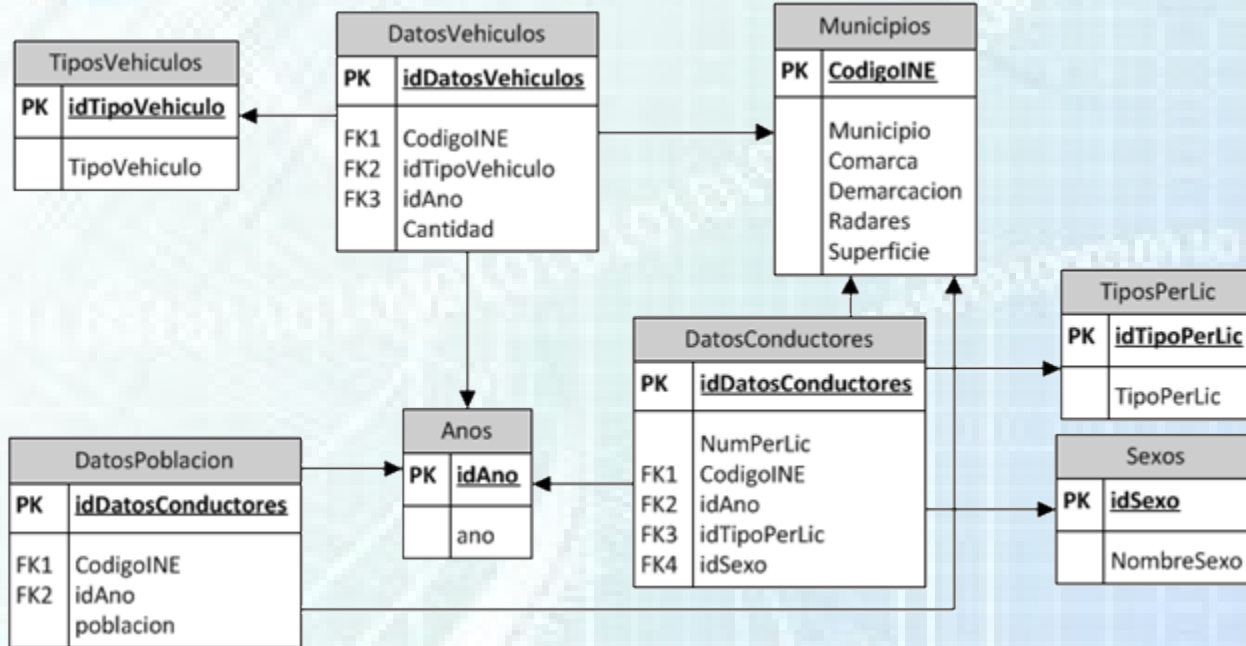 TiposVehiculos
PK idTipoVehiculo
TipoVehiculo
DatosVehiculos
PK idDatosVehiculos
FK1 CodigoINE
FK2 idTipoVehiculo
FK3 idAno
Cantidad
Municipios
PK CodigoINE
Municipio
Comarca
Demarcacion
Radares
Superficie
TiposPerLic
PK idTipoPerLic
TipoPerLic
DatosConductores
PK idDatosConductores
NumPerLic
FK1 CodigoINE
FK2 idAno
FK3 idTipoPerLic
FK4 idSexo
Anos
PK idAno
ano
DatosPoblacion
PK idDatosConductores
FK1 CodigoINE
FK2 idAno
poblacion
Sexos
PK idSexo
NombreSexo